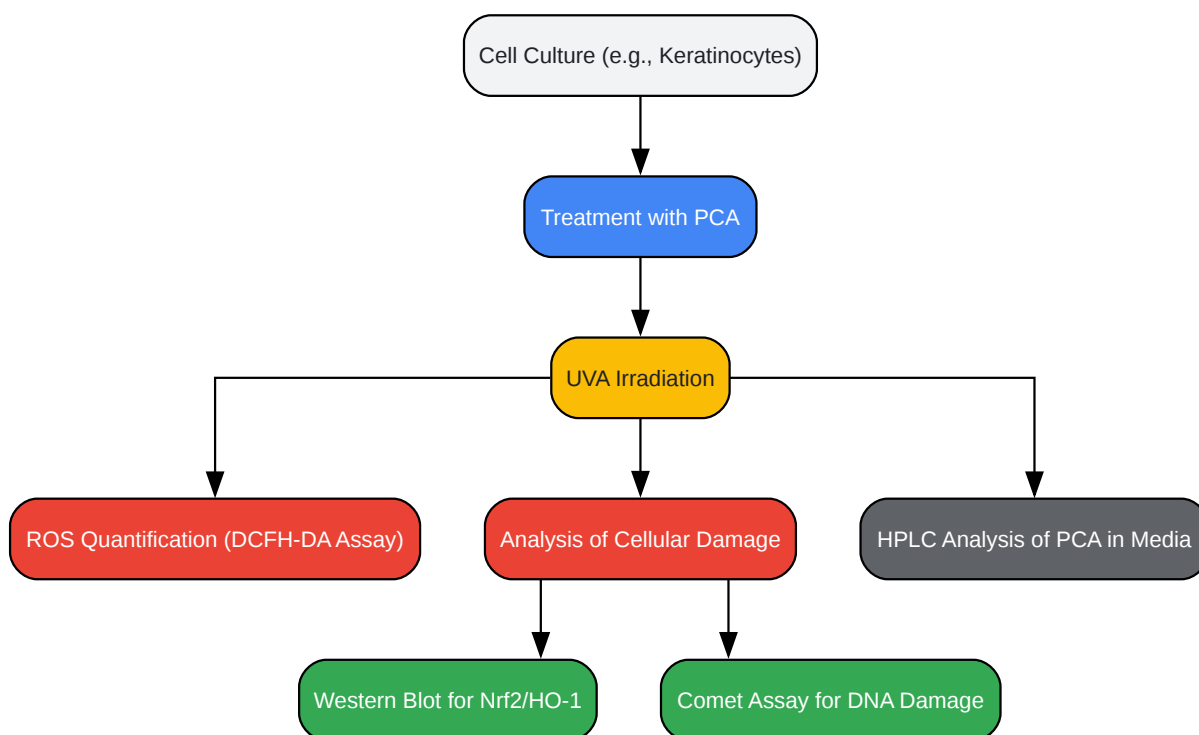 Cell Culture (e.g., Keratinocytes)
Treatment with PCA
UVA Irradiation
ROS Quantification (DCFH-DA Assay)
Analysis of Cellular Damage
HPLC Analysis of PCA in Media
Western Blot for Nrf2/HO-1
Comet Assay for DNA Damage